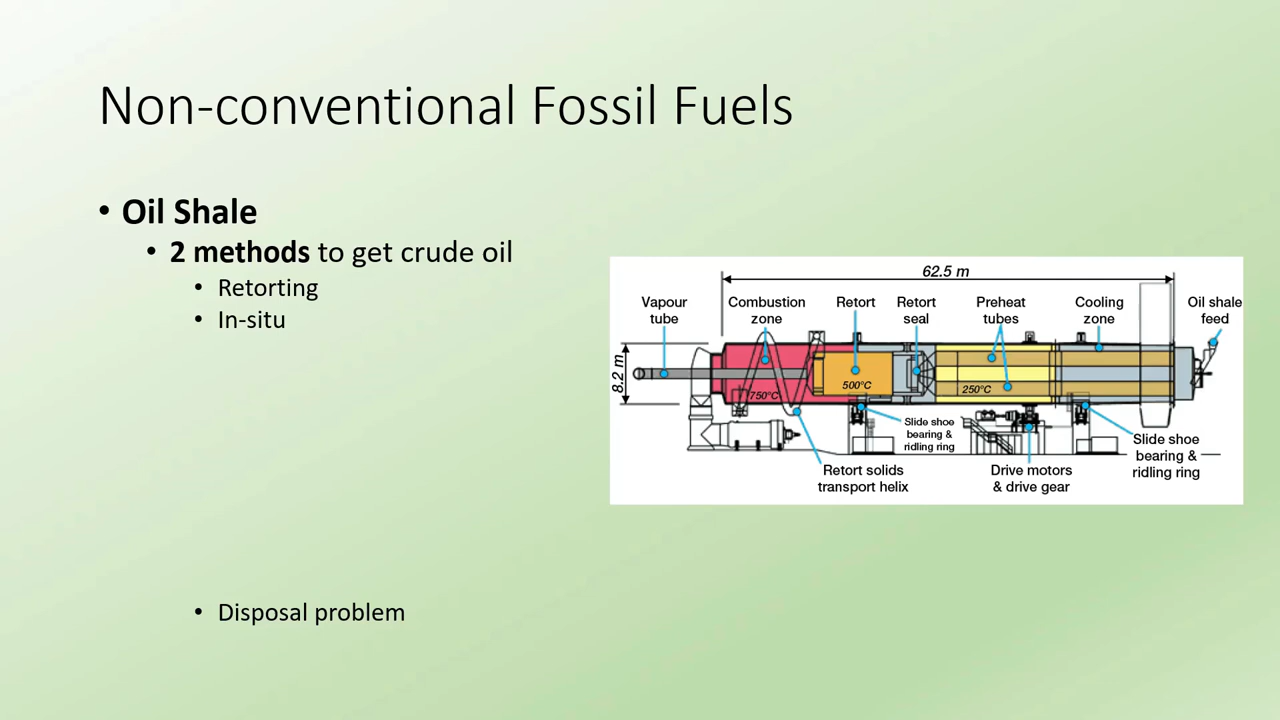 Non-conventional Fossil Fuels
• Oil Shale
• 2 methods to get crude oil
• Retorting
• In-situ
• Disposal problem
62.5 m
Vapour
tube
Combustion
zone
Retort
Retort
seal
Preheat
tubes
Cooling
zone
Oil shale
feed
8.2 m
750°C
500°C
250°C
Slide shoe
bearing &
ridling ring
Retort solids
transport helix
Drive motors
& drive gear
Slide shoe
bearing &
ridling ring